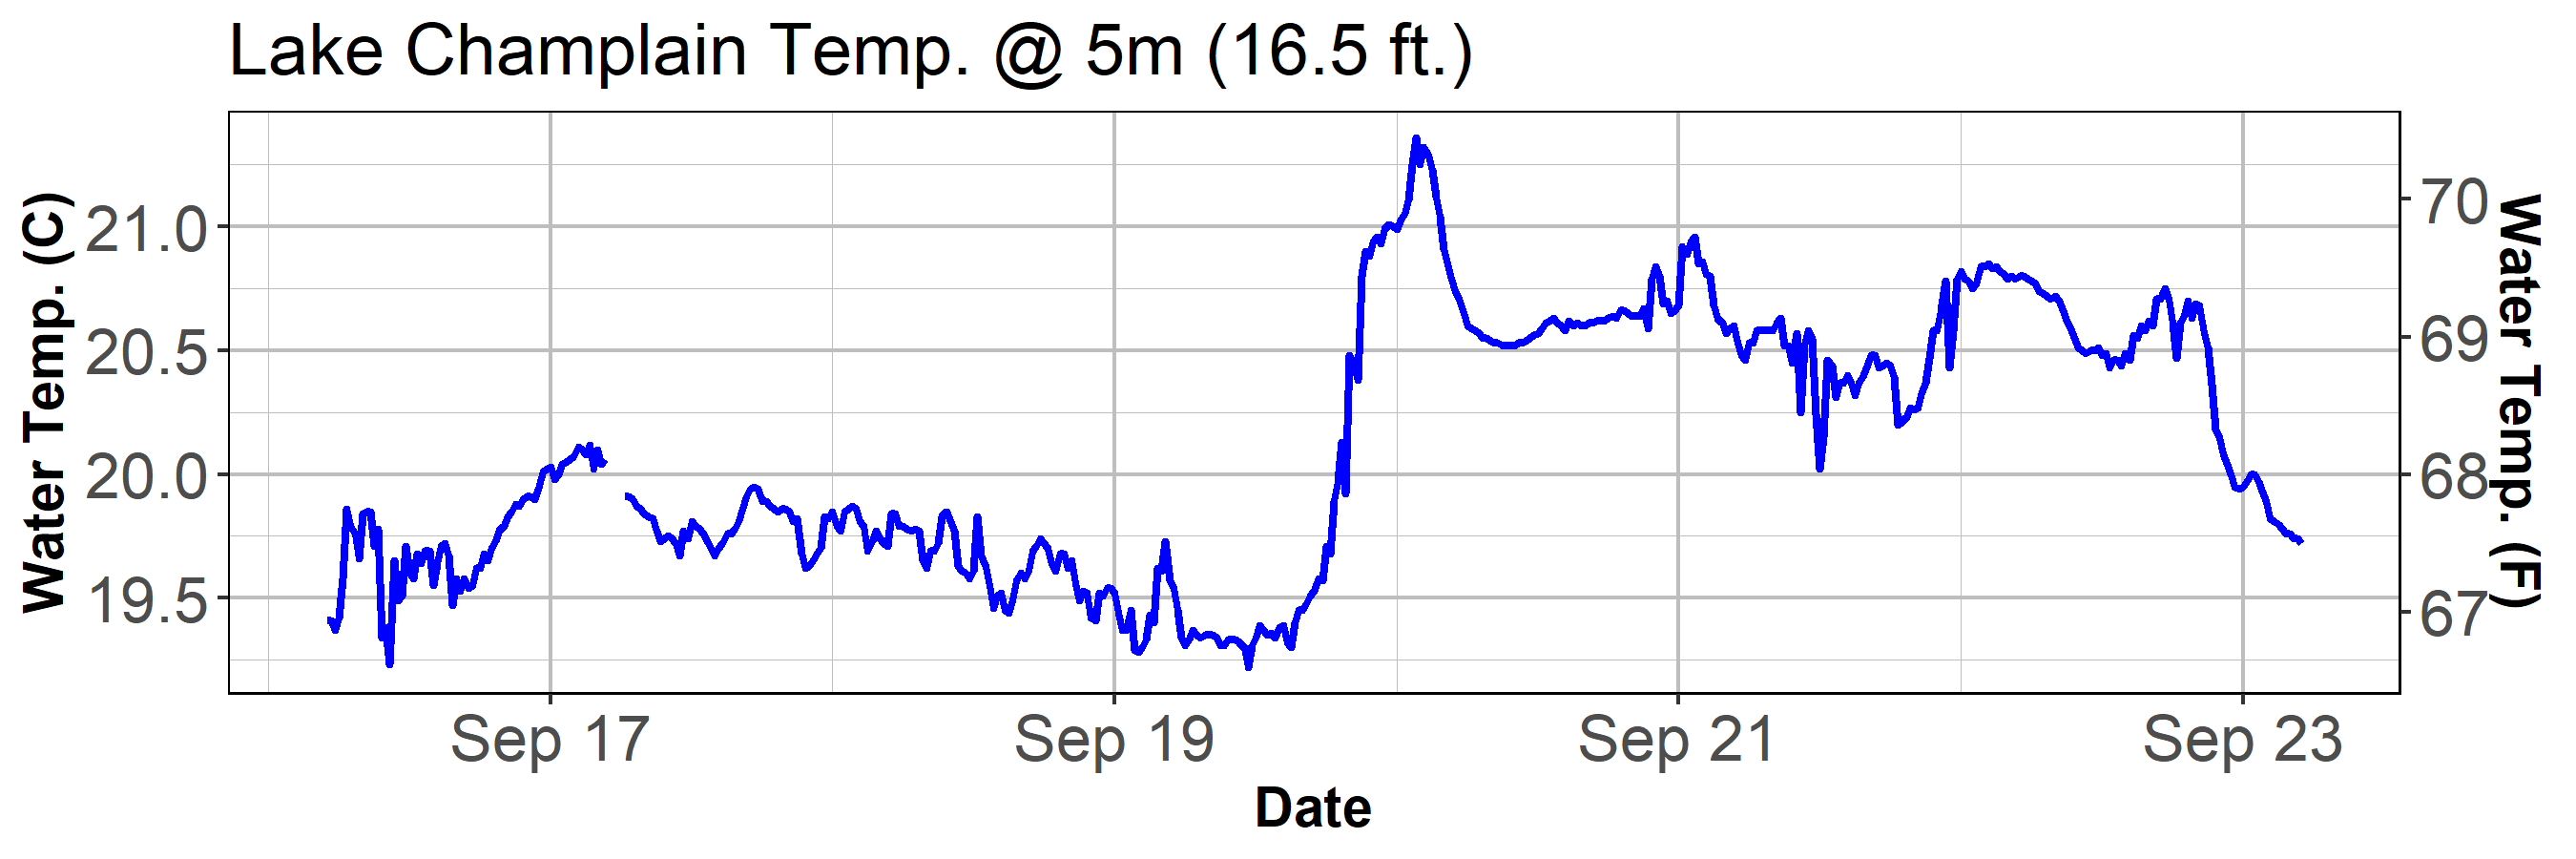 Lake Champlain Temp. @ 5m (16.5 ft.)
Water Temp. (C)
21.0
20.5
20.0
19.5
70
69
68
67
Water Temp. (F)
Sep 17
Sep 19
Sep 21
Sep 23
Date